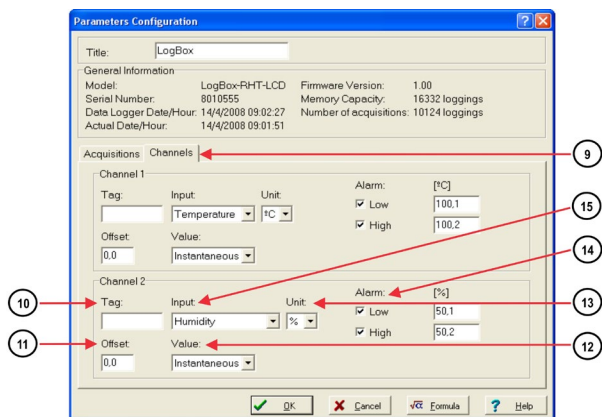 Parameters Configuration
Title: LogBox
General Information
Model: LogBox-RHT-LCD Firmware Version: 1.00
Serial Number: 8010555 Memory Capacity: 16332 loggings
Data Logger Date/Hour: 14/4/2008 09:02:27 Number of acquisitions: 10124 loggings
Actual Date/Hour: 14/4/2008 09:01:51
Acquisitions Channels
9
Channel 1
Tag: Input: Unit: Alarm: [ºC]
Temperature ºC Low 100,1
High 100,2
Offset: Value:
0,0 Instantaneous
15
14
Channel 2
10 Tag: Input: Unit: Alarm: [%]
13
Humidity % Low 50,1
High 50,2
11 Offset: Value: 12
0,0 Instantaneous
OK Cancel √α Formula ? Help